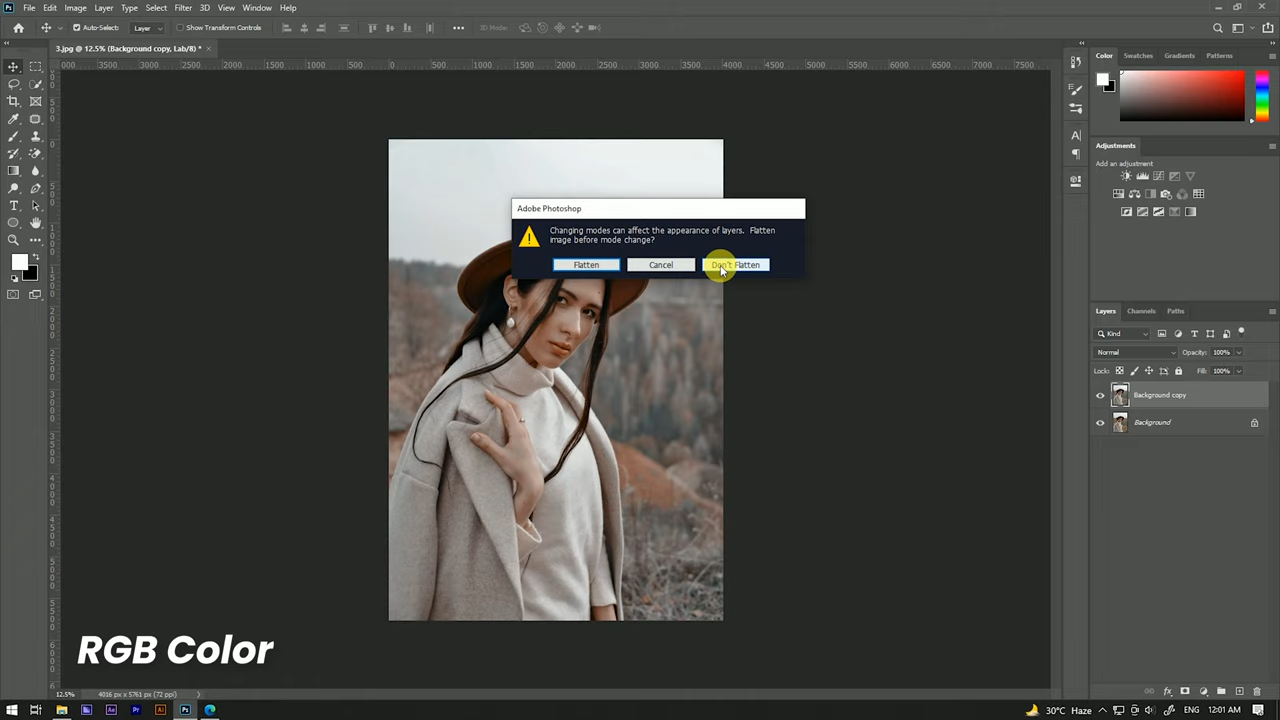 File Edit Image Layer Type Select Filter 3D View Window Help
Auto-Select: Layer Show Transform Controls 3D Mode:
3.jpg @ 12.5% (Background copy, Lab/8) *
Color Swatches Gradients Patterns
Adobe Photoshop
Changing modes can affect the appearance of layers. Flatten
image before mode change?
Flatten Cancel Don't Flatten
Adjustments
Add an adjustment
Layers Channels Paths
Kind
Normal Opacity: 100%
Lock: Fill: 100%
Background copy
Background
RGB Color
12.5% 4016 px x 5761 px (72 ppi)
30°C Haze ENG 12:01 AM